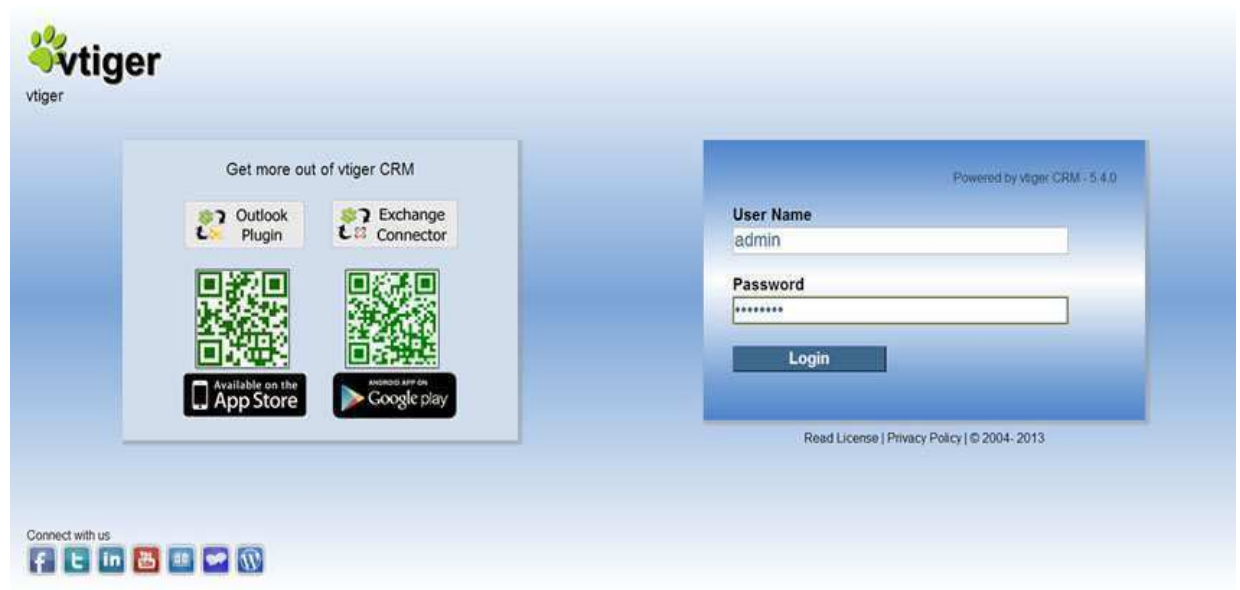 vtiger
vtiger
Get more out of vtiger CRM
Outlook
Plugin
Exchange
Connector
Available on the
App Store
ANDROID APP ON
Google play
Powered by vtiger CRM - 5.4.0
User Name
admin
Password
••••••••
Login
Read License | Privacy Policy | © 2004- 2013
Connect with us